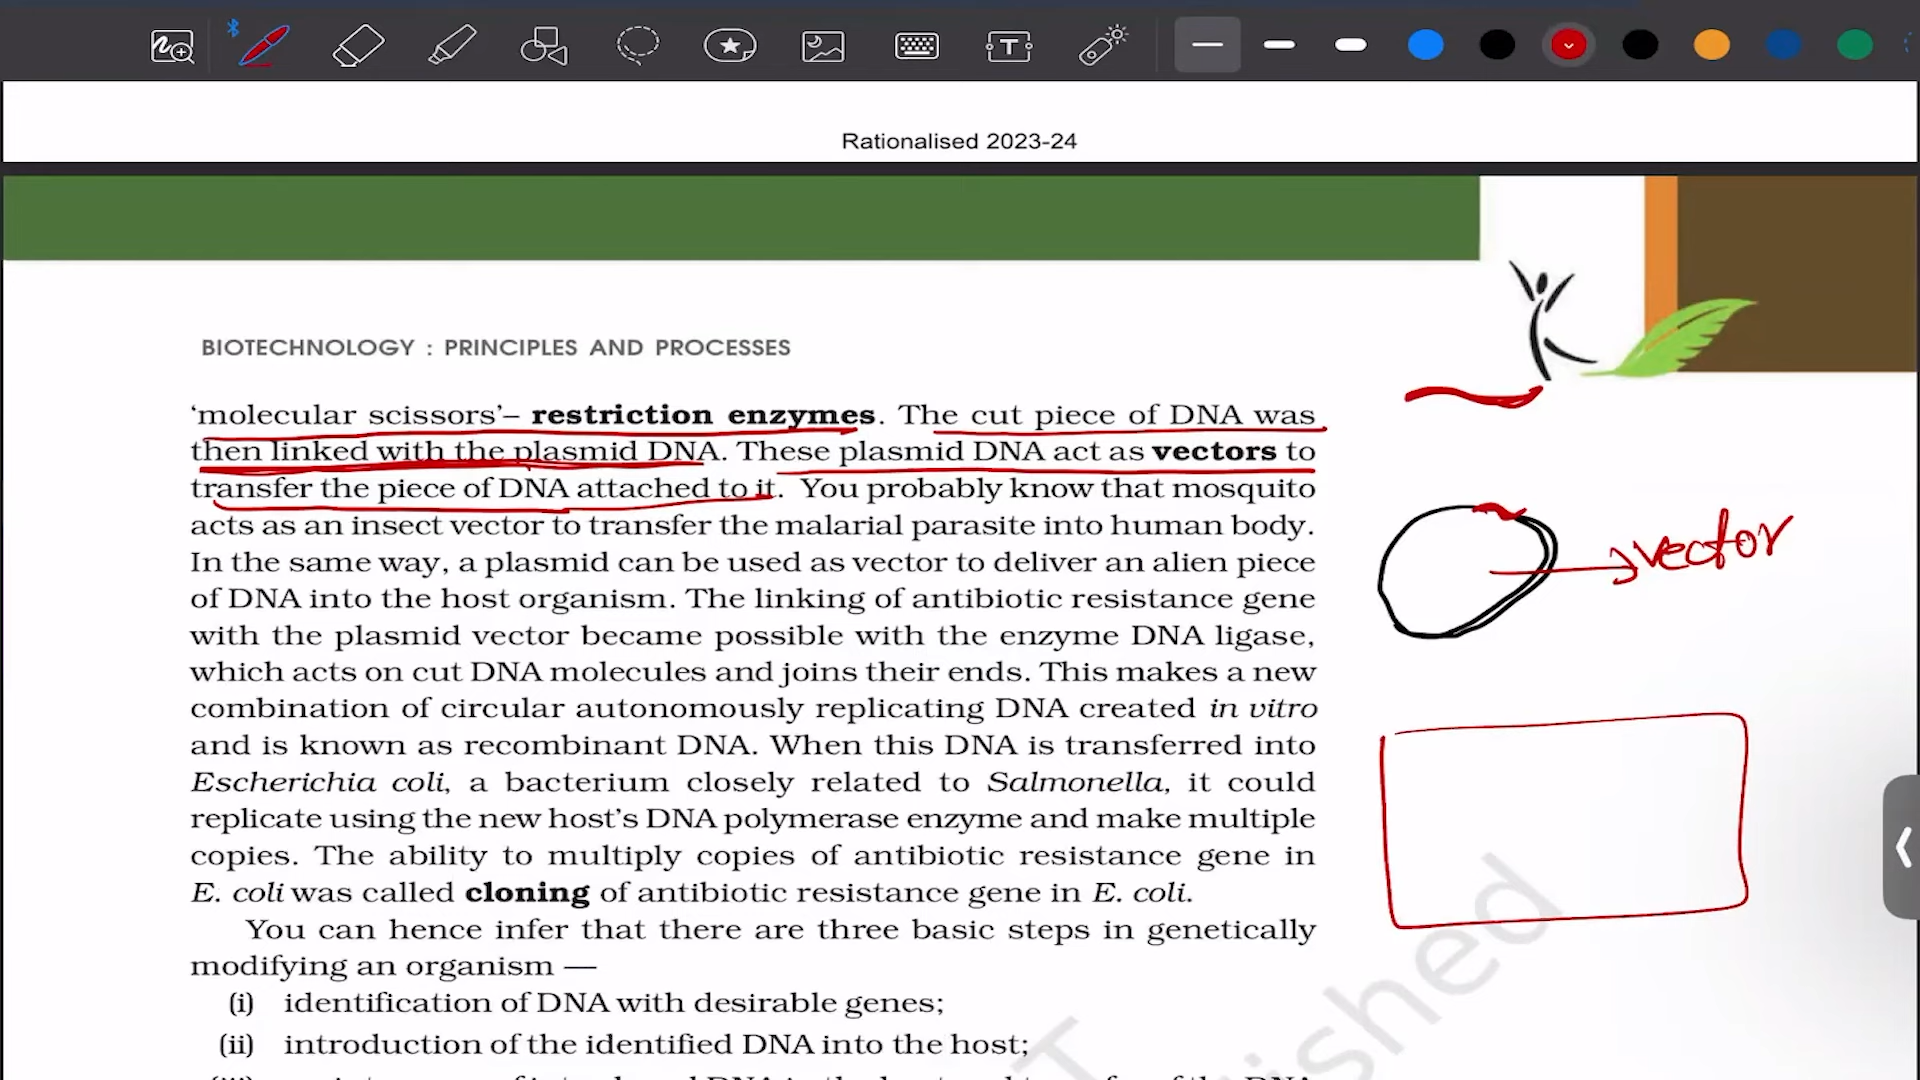 Rationalised 2023-24
BIOTECHNOLOGY : PRINCIPLES AND PROCESSES
‘molecular scissors’– restriction enzymes. The cut piece of DNA was
then linked with the plasmid DNA. These plasmid DNA act as vectors to
transfer the piece of DNA attached to it. You probably know that mosquito
acts as an insect vector to transfer the malarial parasite into human body.
In the same way, a plasmid can be used as vector to deliver an alien piece
of DNA into the host organism. The linking of antibiotic resistance gene
with the plasmid vector became possible with the enzyme DNA ligase,
which acts on cut DNA molecules and joins their ends. This makes a new
combination of circular autonomously replicating DNA created in vitro
and is known as recombinant DNA. When this DNA is transferred into
Escherichia coli, a bacterium closely related to Salmonella, it could
replicate using the new host’s DNA polymerase enzyme and make multiple
copies. The ability to multiply copies of antibiotic resistance gene in
E. coli was called cloning of antibiotic resistance gene in E. coli.
You can hence infer that there are three basic steps in genetically
modifying an organism —
(i) identification of DNA with desirable genes;
(ii) introduction of the identified DNA into the host;
vector